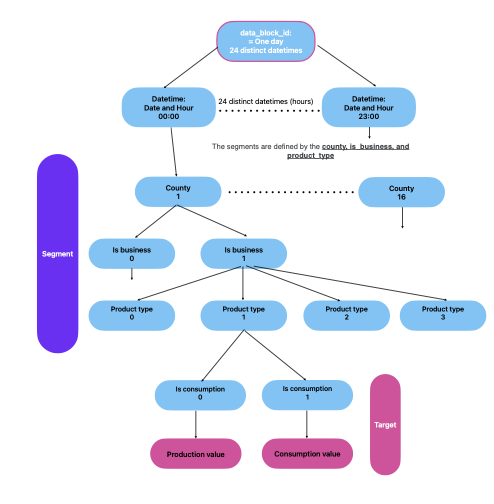 data_block_id:
= One day
24 distinct datetimes
Datetime:
Date and Hour
00:00
24 distinct datetimes (hours)
Datetime:
Date and Hour
23:00
The segments are defined by the county, is_business, and
product_type
County
1
County
16
Segment
Is business
0
Is business
1
Product type
0
Product type
1
Product type
2
Product type
3
Is consumption
0
Is consumption
1
Target
Production value
Consumption value